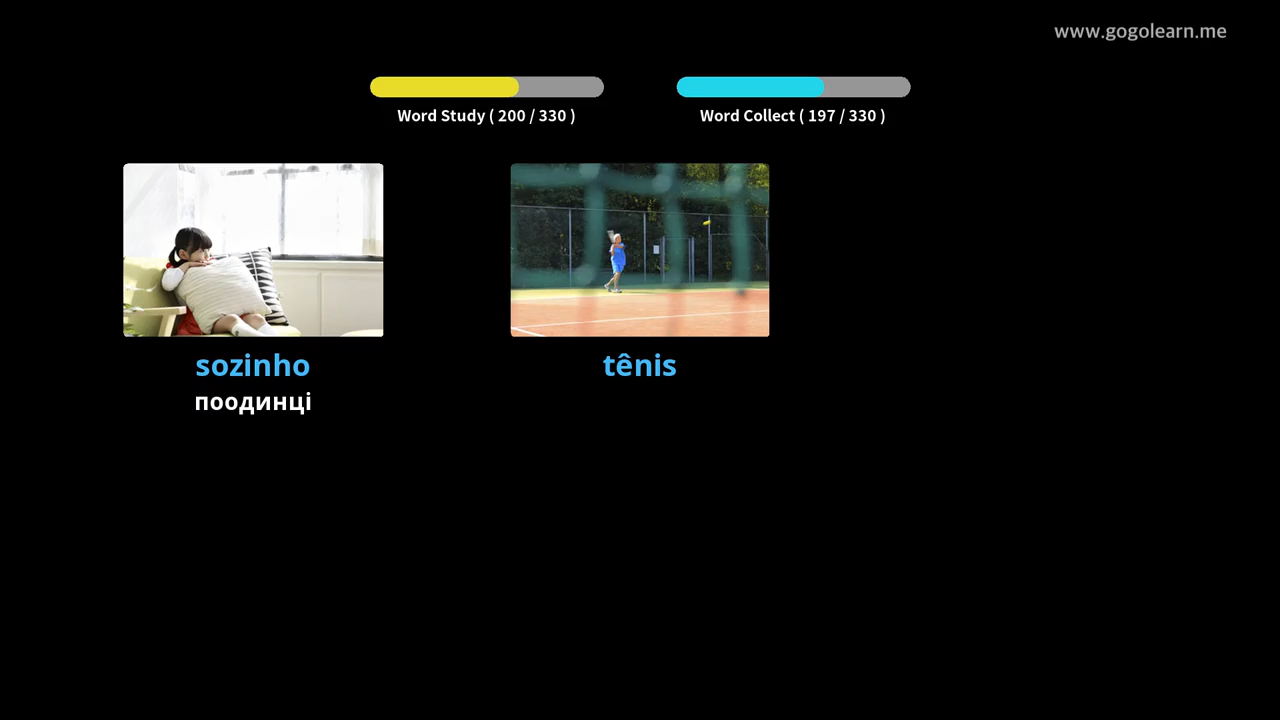 www.gogolearn.me
Word Study ( 200 / 330 )
Word Collect ( 197 / 330 )
sozinho
поодинці
tênis